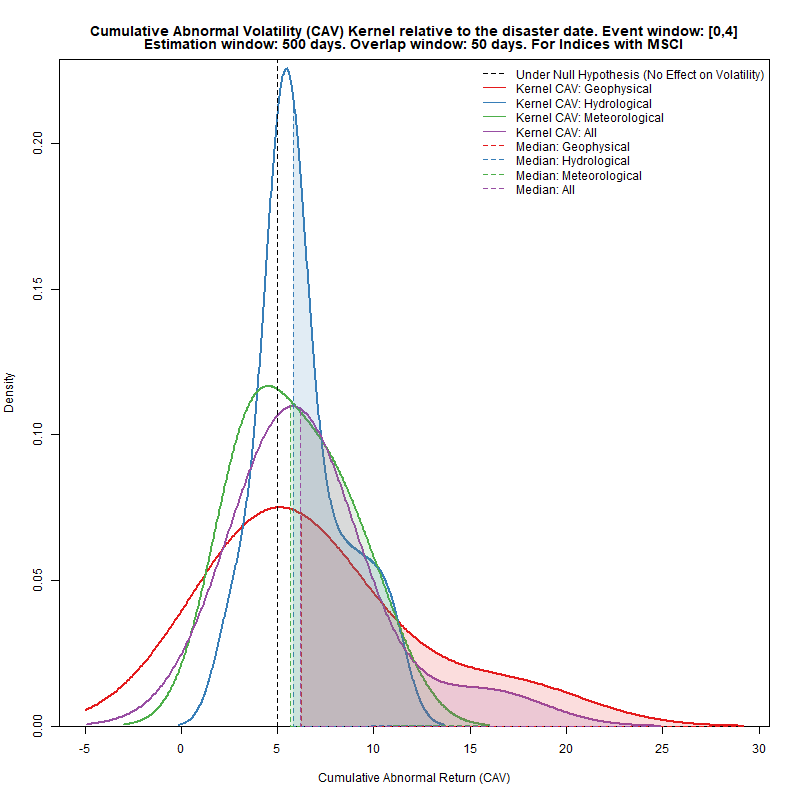 Cumulative Abnormal Volatility (CAV) Kernel relative to the disaster date. Event window: [0,4]
Estimation window: 500 days. Overlap window: 50 days. For Indices with MSCI
Under Null Hypothesis (No Effect on Volatility)
Kernel CAV: Geophysical
Kernel CAV: Hydrological
Kernel CAV: Meteorological
Kernel CAV: All
Median: Geophysical
Median: Hydrological
Median: Meteorological
Median: All
Density
0.20
0.15
0.10
0.05
0.00
-5 0 5 10 15 20 25 30
Cumulative Abnormal Return (CAV)